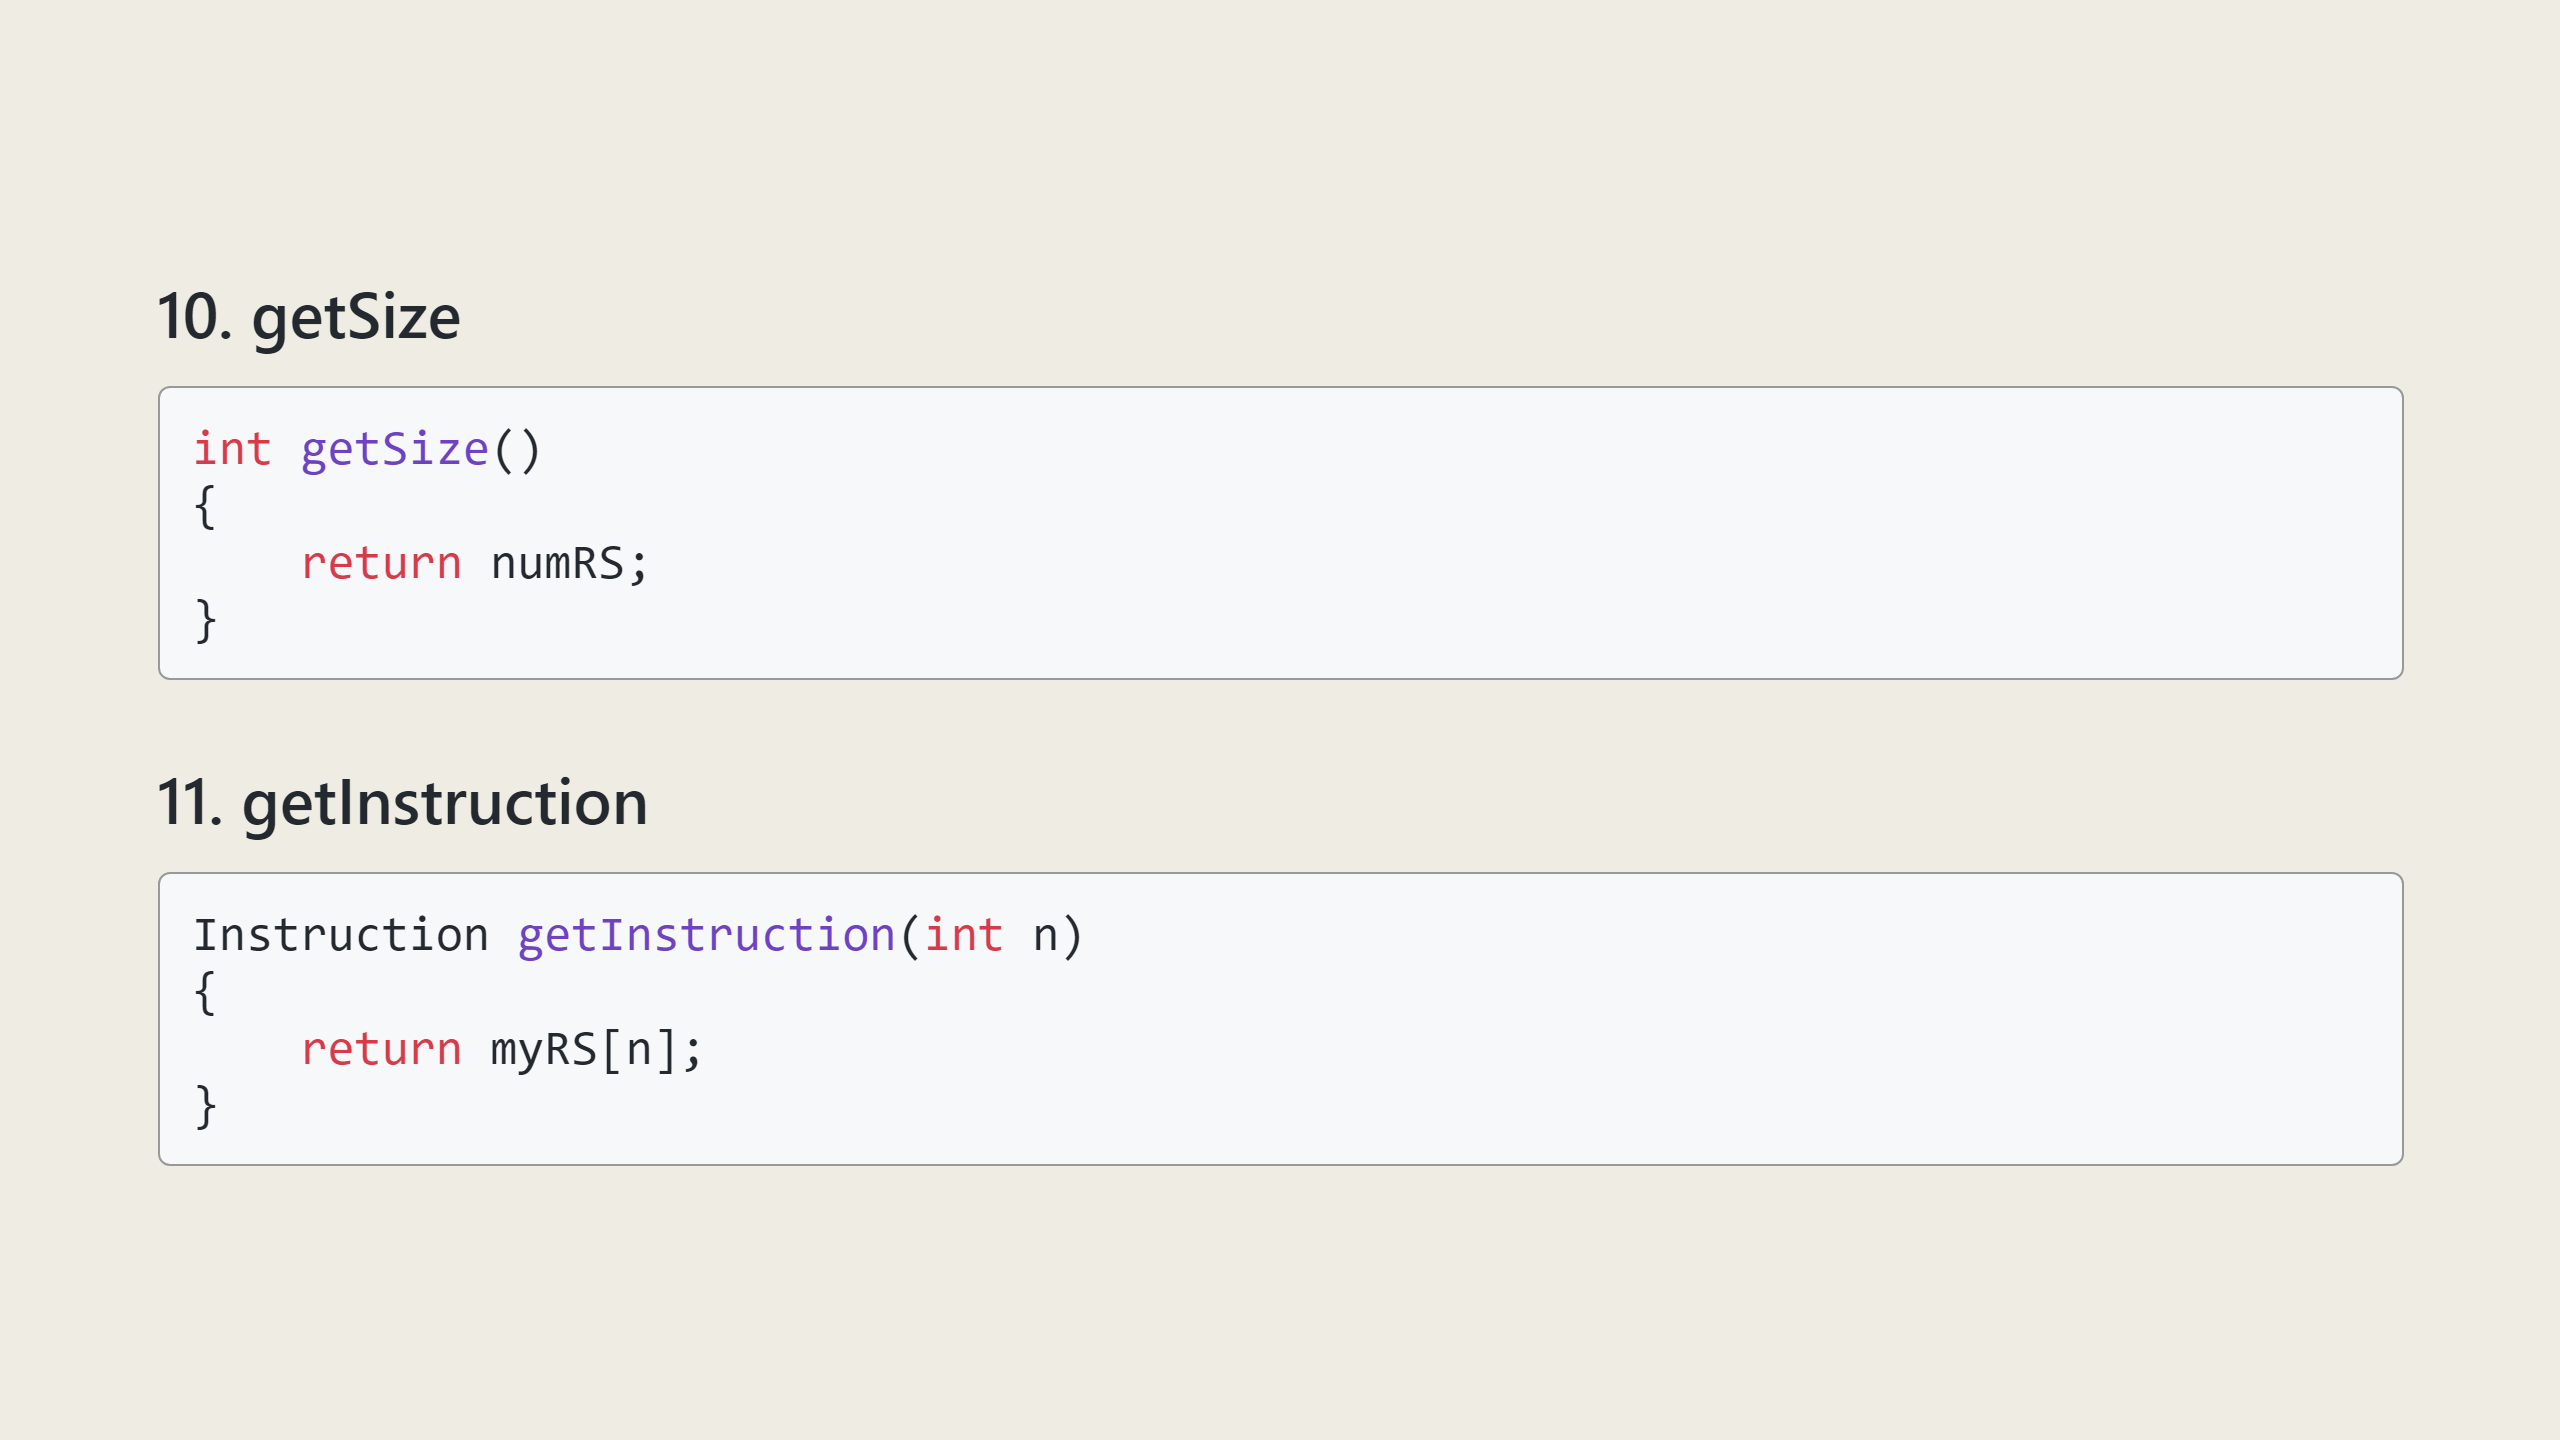 10. getSize
int getSize()
{
    return numRS;
}
11. getInstruction
Instruction getInstruction(int n)
{
    return myRS[n];
}